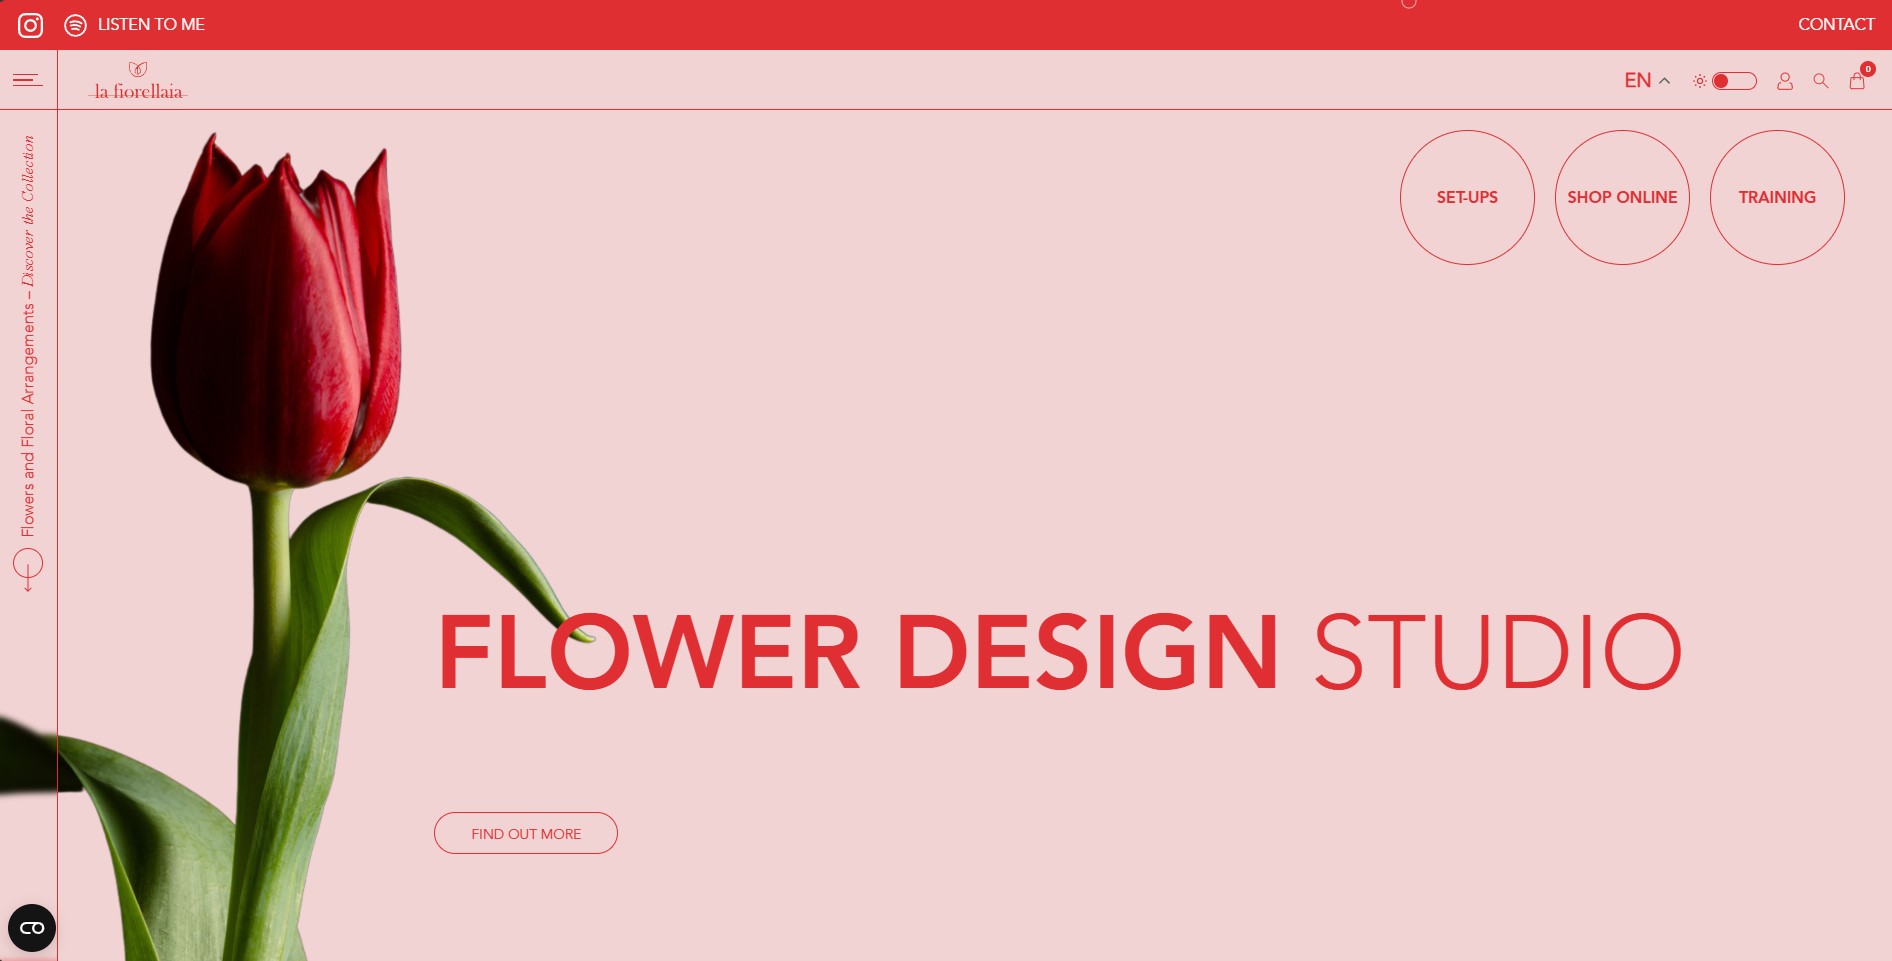 LISTEN TO ME
CONTACT
la fiorellaia
EN
0
Flowers and Floral Arrangements – Discover the Collection
SET-UPS
SHOP ONLINE
TRAINING
FLOWER DESIGN STUDIO
FIND OUT MORE